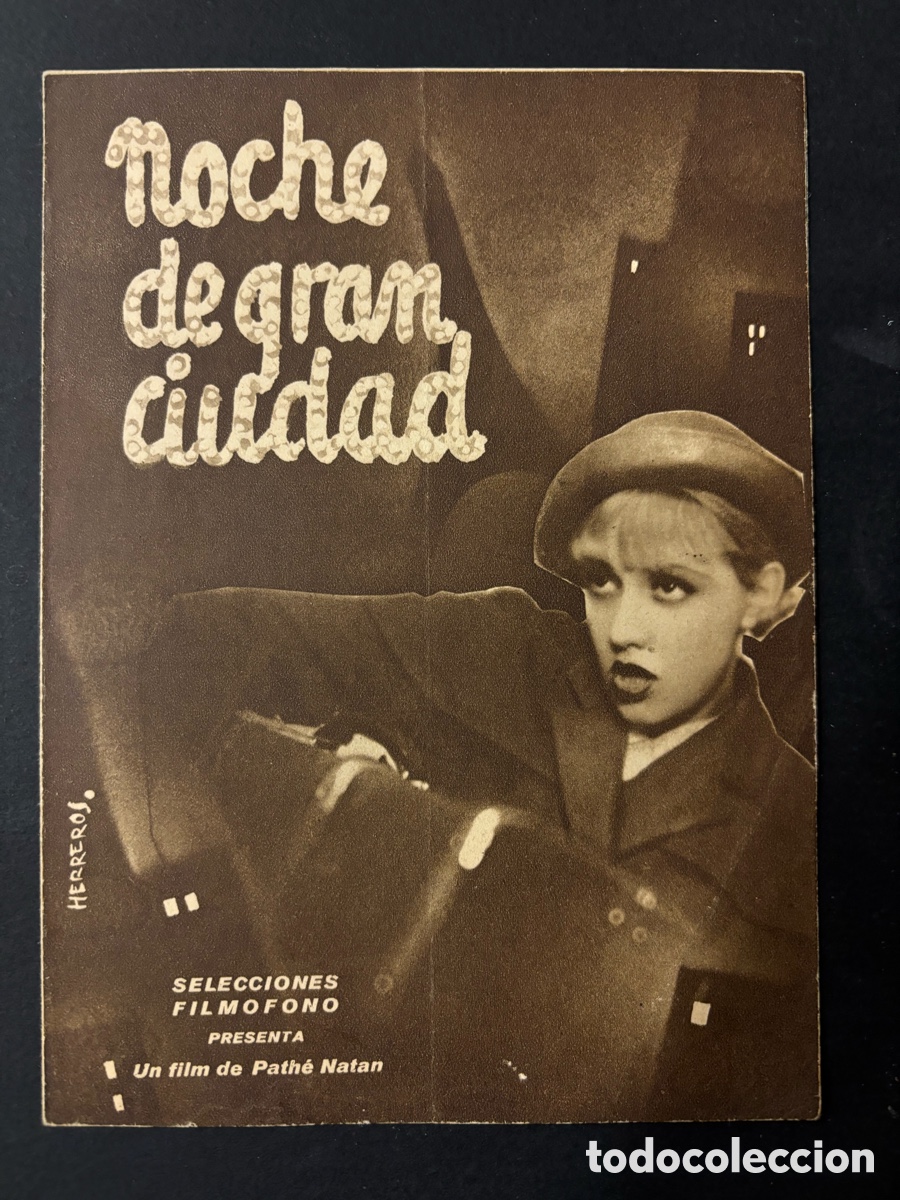 noche
de gran
ciudad
HERREROS.
SELECCIONES
FILMOFONO
PRESENTA
Un film de Pathé Natan
todocoleccion